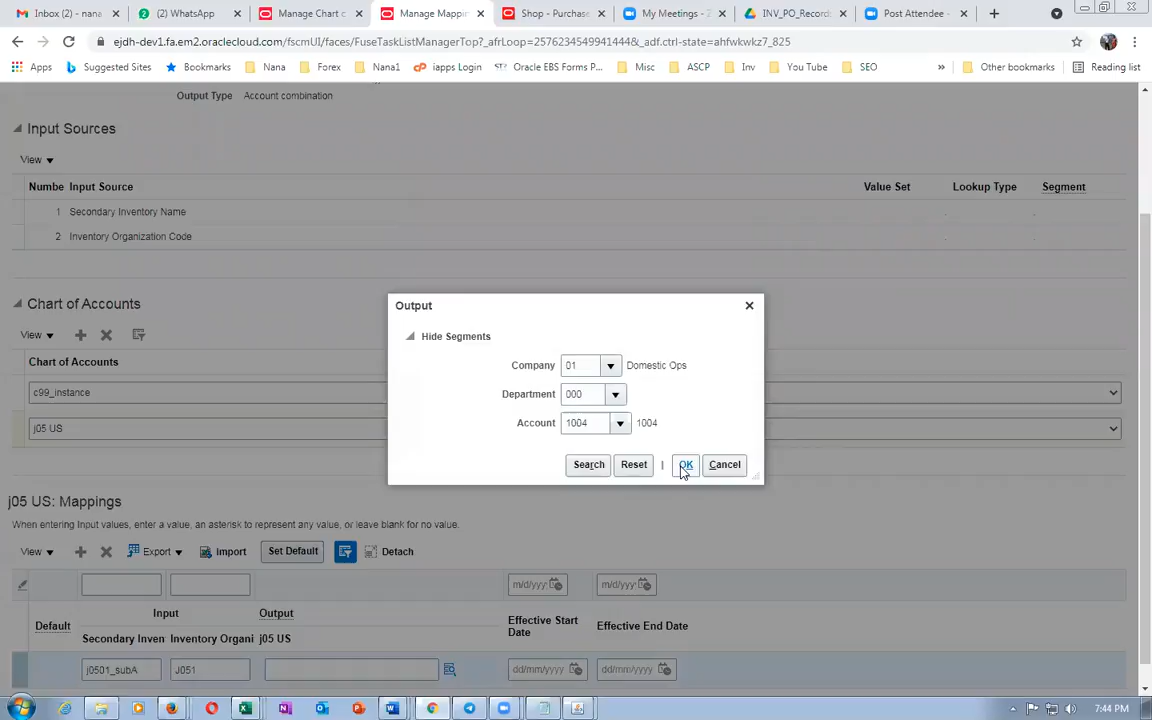 Inbox (2) - nana
(2) WhatsApp
Manage Chart c
Manage Mappin
Shop - Purchase
My Meetings - Z
INV_PO_Record
Post Attendee -
ejdh-dev1.fa.em2.oraclecloud.com/fscmUI/faces/FuseTaskListManagerTop?_afrLoop=2576234549941444&_adf.ctrl-state=ahfwkwkz7_825
Apps
Suggested Sites
Bookmarks
Nana
Forex
Nana1
iapps Login
Oracle EBS Forms P...
Misc
ASCP
Inv
You Tube
SEO
»
Other bookmarks
Reading list
Output Type Account combination
Input Sources
View
Numbe Input Source Value Set Lookup Type Segment
1 Secondary Inventory Name
2 Inventory Organization Code
Chart of Accounts
View
Chart of Accounts
c99_instance
j05 US
Output
Hide Segments
Company 01 Domestic Ops
Department 000
Account 1004 1004
Search Reset | OK Cancel
j05 US: Mappings
When entering Input values, enter a value, an asterisk to represent any value, or leave blank for no value.
View Export Import Set Default Detach
m/d/yyy m/d/yyy
Default Input Output Effective Start Date Effective End Date
Secondary Inven Inventory Organi j05 US
j0501_subA J051 dd/mm/yyyy dd/mm/yyyy
7:44 PM